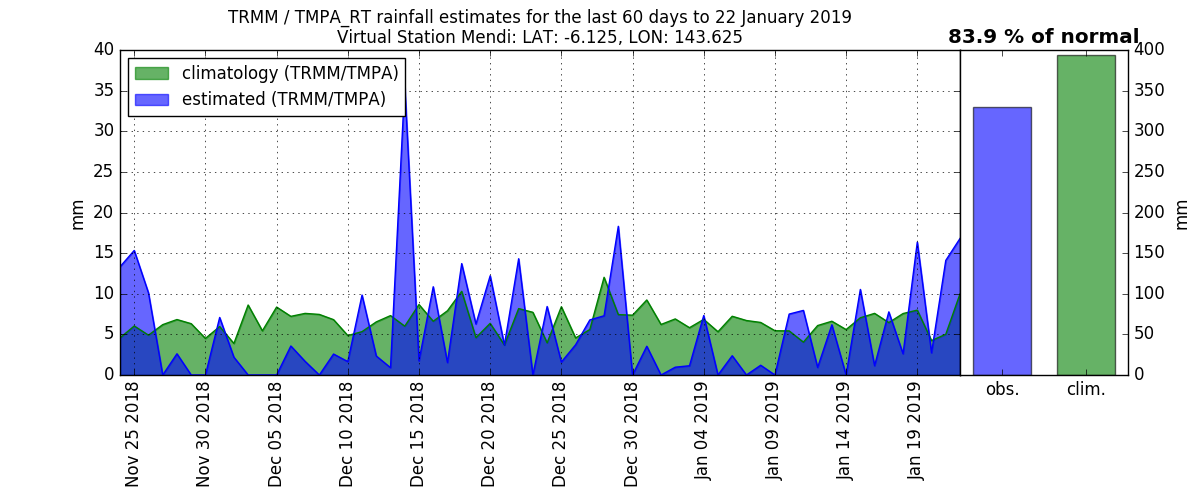 TRMM / TMPA_RT rainfall estimates for the last 60 days to 22 January 2019
Virtual Station Mendi: LAT: -6.125, LON: 143.625
83.9 % of normal
climatology (TRMM/TMPA)
estimated (TRMM/TMPA)
40
35
30
25
20
15
10
5
0
mm
Nov 25 2018
Nov 30 2018
Dec 05 2018
Dec 10 2018
Dec 15 2018
Dec 20 2018
Dec 25 2018
Dec 30 2018
Jan 04 2019
Jan 09 2019
Jan 14 2019
Jan 19 2019
obs.
clim.
400
350
300
250
200
150
100
50
0
mm